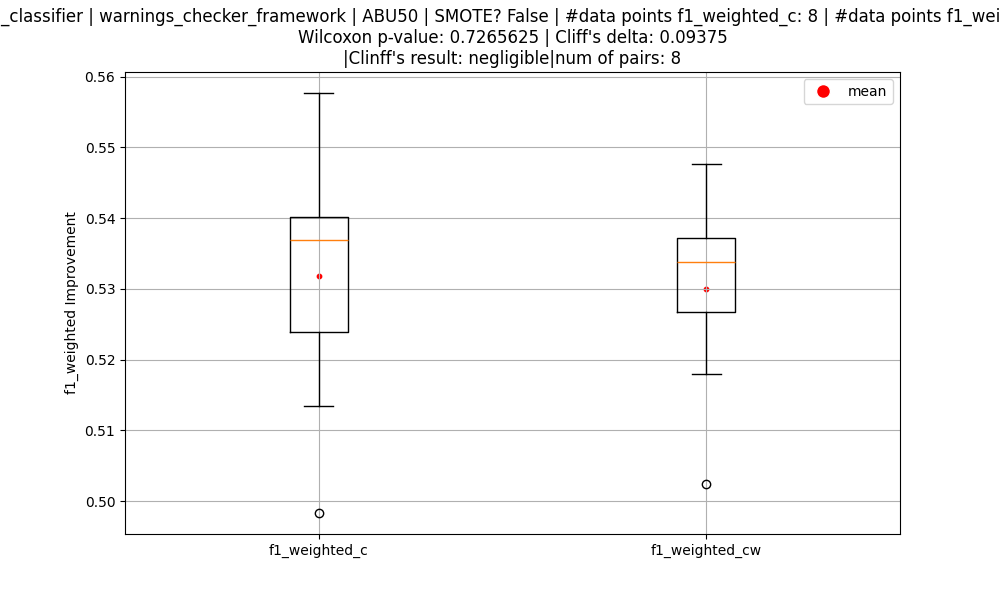 _classifier | warnings_checker_framework | ABU50 | SMOTE? False | #data points f1_weighted_c: 8 | #data points f1_wei
Wilcoxon p-value: 0.7265625 | Cliff's delta: 0.09375
|Clinff's result: negligible|num of pairs: 8
mean
f1_weighted Improvement
0.56
0.55
0.54
0.53
0.52
0.51
0.50
f1_weighted_c
f1_weighted_cw